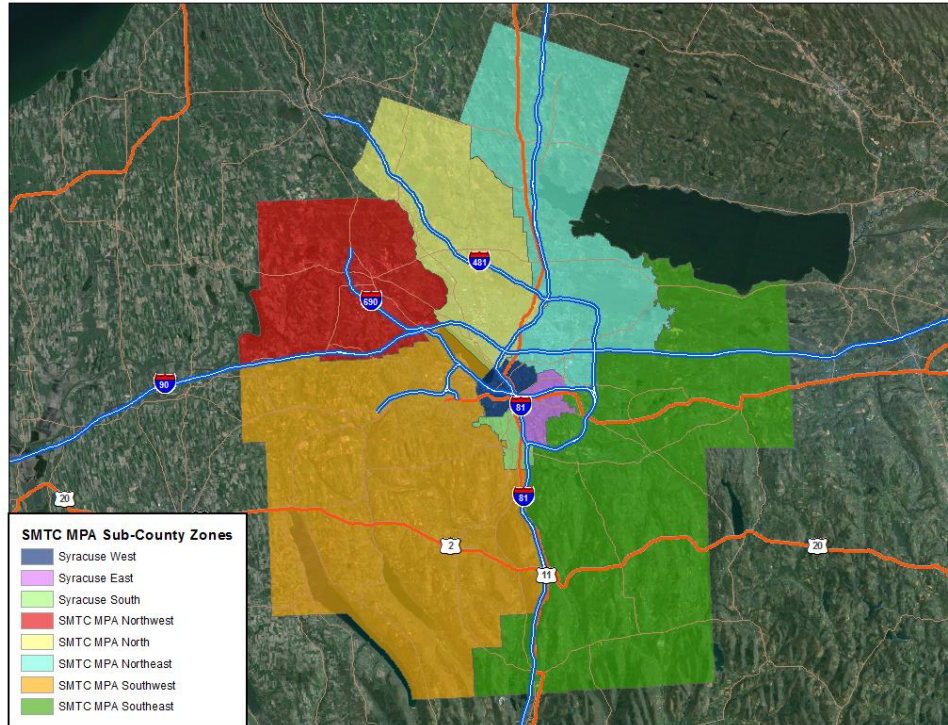 481
690
90
81
81
20
2
11
20
SMTC MPA Sub-County Zones
Syracuse West
Syracuse East
Syracuse South
SMTC MPA Northwest
SMTC MPA North
SMTC MPA Northeast
SMTC MPA Southwest
SMTC MPA Southeast